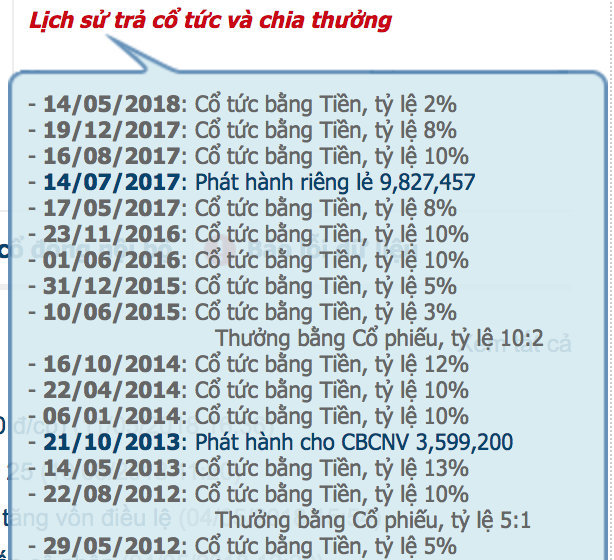 Lịch sử trả cổ tức và chia thưởng
- 14/05/2018: Cổ tức bằng Tiền, tỷ lệ 2%
- 19/12/2017: Cổ tức bằng Tiền, tỷ lệ 8%
- 16/08/2017: Cổ tức bằng Tiền, tỷ lệ 10%
- 14/07/2017: Phát hành riêng lẻ 9,827,457
- 17/05/2017: Cổ tức bằng Tiền, tỷ lệ 8%
- 23/11/2016: Cổ tức bằng Tiền, tỷ lệ 10%
- 01/06/2016: Cổ tức bằng Tiền, tỷ lệ 10%
- 31/12/2015: Cổ tức bằng Tiền, tỷ lệ 5%
- 10/06/2015: Cổ tức bằng Tiền, tỷ lệ 3%
Thưởng bằng Cổ phiếu, tỷ lệ 10:2
Xem tất cả
- 16/10/2014: Cổ tức bằng Tiền, tỷ lệ 12%
- 22/04/2014: Cổ tức bằng Tiền, tỷ lệ 10%
- 06/01/2014: Cổ tức bằng Tiền, tỷ lệ 10%
- 21/10/2013: Phát hành cho CBCNV 3,599,200
- 14/05/2013: Cổ tức bằng Tiền, tỷ lệ 13%
- 22/08/2012: Cổ tức bằng Tiền, tỷ lệ 10%
Thưởng bằng Cổ phiếu, tỷ lệ 5:1
tăng vốn điều lệ
- 29/05/2012: Cổ tức bằng Tiền, tỷ lệ 5%